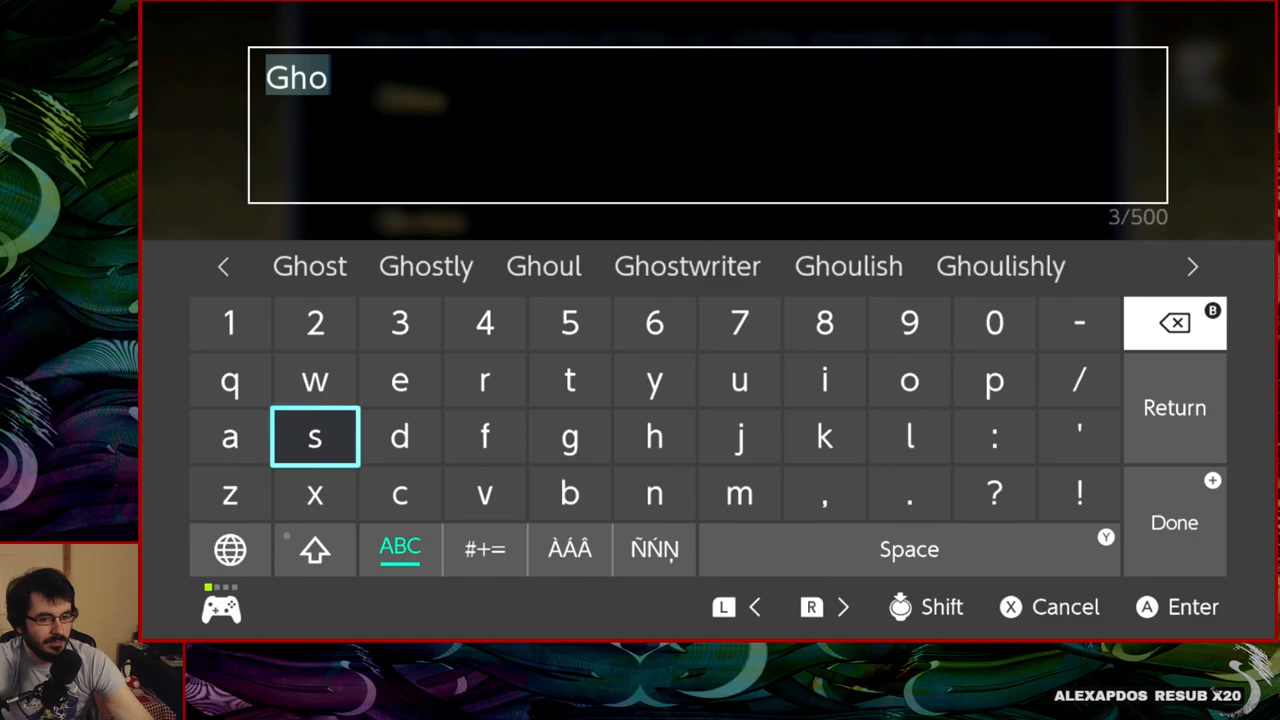 Gho
3/500
Ghost Ghostly Ghoul Ghostwriter Ghoulish Ghoulishly
1 2 3 4 5 6 7 8 9 0 - B
q w e r t y u i o p /
Return
a s d f g h j k l : '
z x c v b n m , . ? ! +
Done
ABC #+= ÀÁÂ ÑŃŅ Space Y
L R Shift X Cancel A Enter
ALEXAPDOS RESUB X20